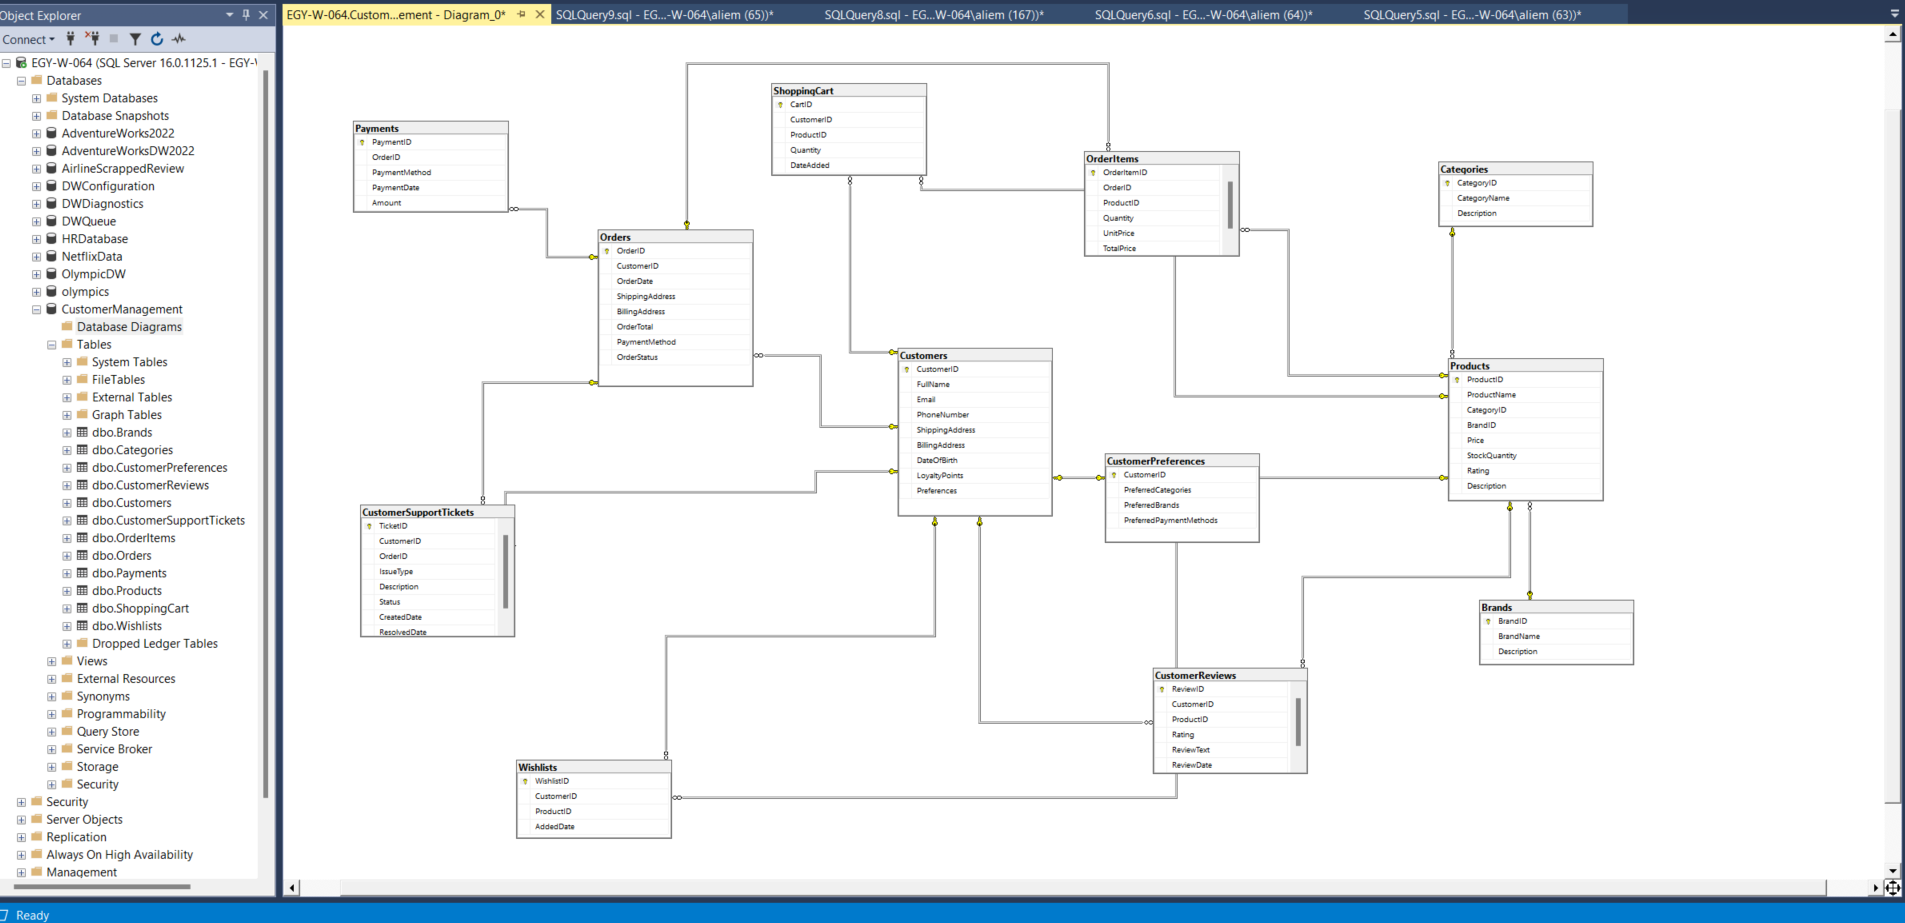 Object Explorer
Connect
EGY-W-064 (SQL Server 16.0.1125.1 - EGY-\
Databases
System Databases
Database Snapshots
AdventureWorks2022
AdventureWorksDW2022
AirlineScrappedReview
DWConfiguration
DWDiagnostics
DWQueue
HRDatabase
NetflixData
OlympicDW
olympics
CustomerManagement
Database Diagrams
Tables
System Tables
FileTables
External Tables
Graph Tables
dbo.Brands
dbo.Categories
dbo.CustomerPreferences
dbo.CustomerReviews
dbo.Customers
dbo.CustomerSupportTickets
dbo.OrderItems
dbo.Orders
dbo.Payments
dbo.Products
dbo.ShoppingCart
dbo.Wishlists
Dropped Ledger Tables
Views
External Resources
Synonyms
Programmability
Query Store
Service Broker
Storage
Security
Security
Server Objects
Replication
Always On High Availability
Management
EGY-W-064.Custom...ement - Diagram_0*
SQLQuery9.sql - EG...-W-064\aliem (65))*
SQLQuery8.sql - EG...W-064\aliem (167))*
SQLQuery6.sql - EG...-W-064\aliem (64))*
SQLQuery5.sql - EG...-W-064\aliem (63))*
Payments
PaymentID
OrderID
PaymentMethod
PaymentDate
Amount
ShoppingCart
CartID
CustomerID
ProductID
Quantity
DateAdded
OrderItems
OrderItemID
OrderID
ProductID
Quantity
UnitPrice
TotalPrice
Categories
CategoryID
CategoryName
Description
Orders
OrderID
CustomerID
OrderDate
ShippingAddress
BillingAddress
OrderTotal
PaymentMethod
OrderStatus
Customers
CustomerID
FullName
Email
PhoneNumber
ShippingAddress
BillingAddress
DateOfBirth
LoyaltyPoints
Preferences
Products
ProductID
ProductName
CategoryID
BrandID
Price
StockQuantity
Rating
Description
CustomerPreferences
CustomerID
PreferredCategories
PreferredBrands
PreferredPaymentMethods
CustomerSupportTickets
TicketID
CustomerID
OrderID
IssueType
Description
Status
CreatedDate
ResolvedDate
Brands
BrandID
BrandName
Description
CustomerReviews
ReviewID
CustomerID
ProductID
Rating
ReviewText
ReviewDate
Wishlists
WishlistID
CustomerID
ProductID
AddedDate
Ready